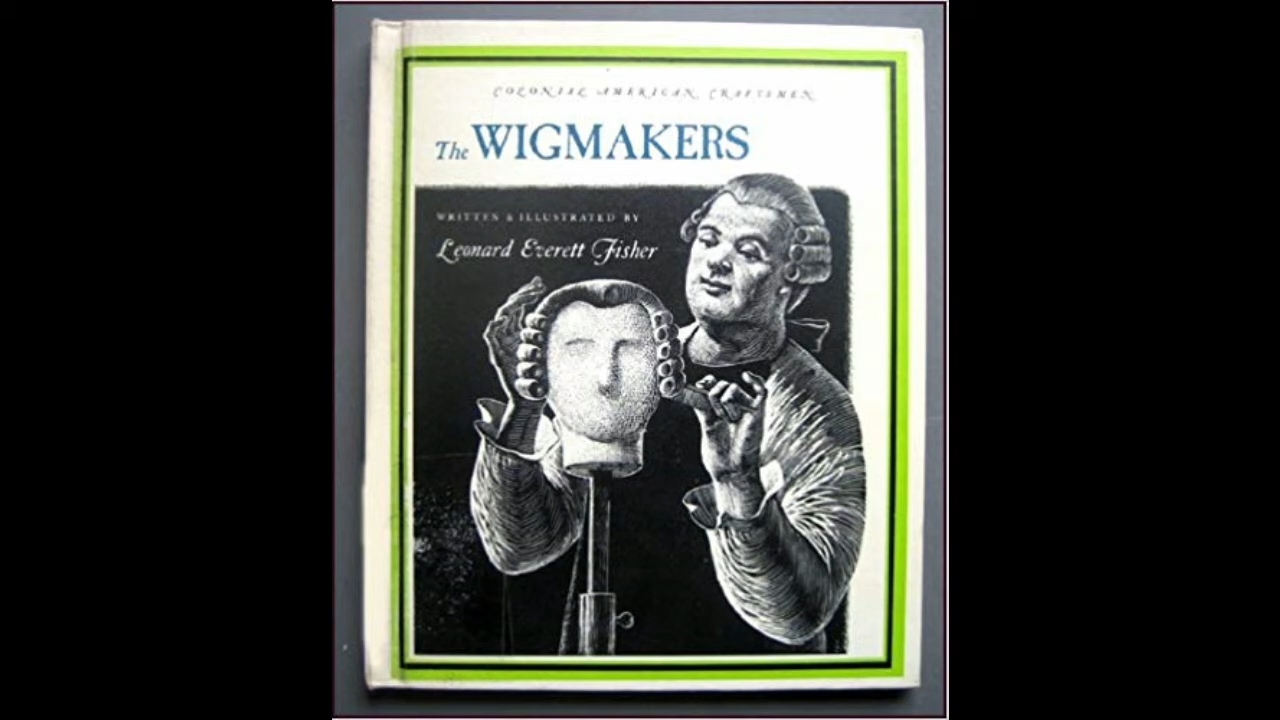 COLONIAL AMERICAN CRAFTSMEN
The WIGMAKERS
WRITTEN & ILLUSTRATED BY
Leonard Everett Fisher